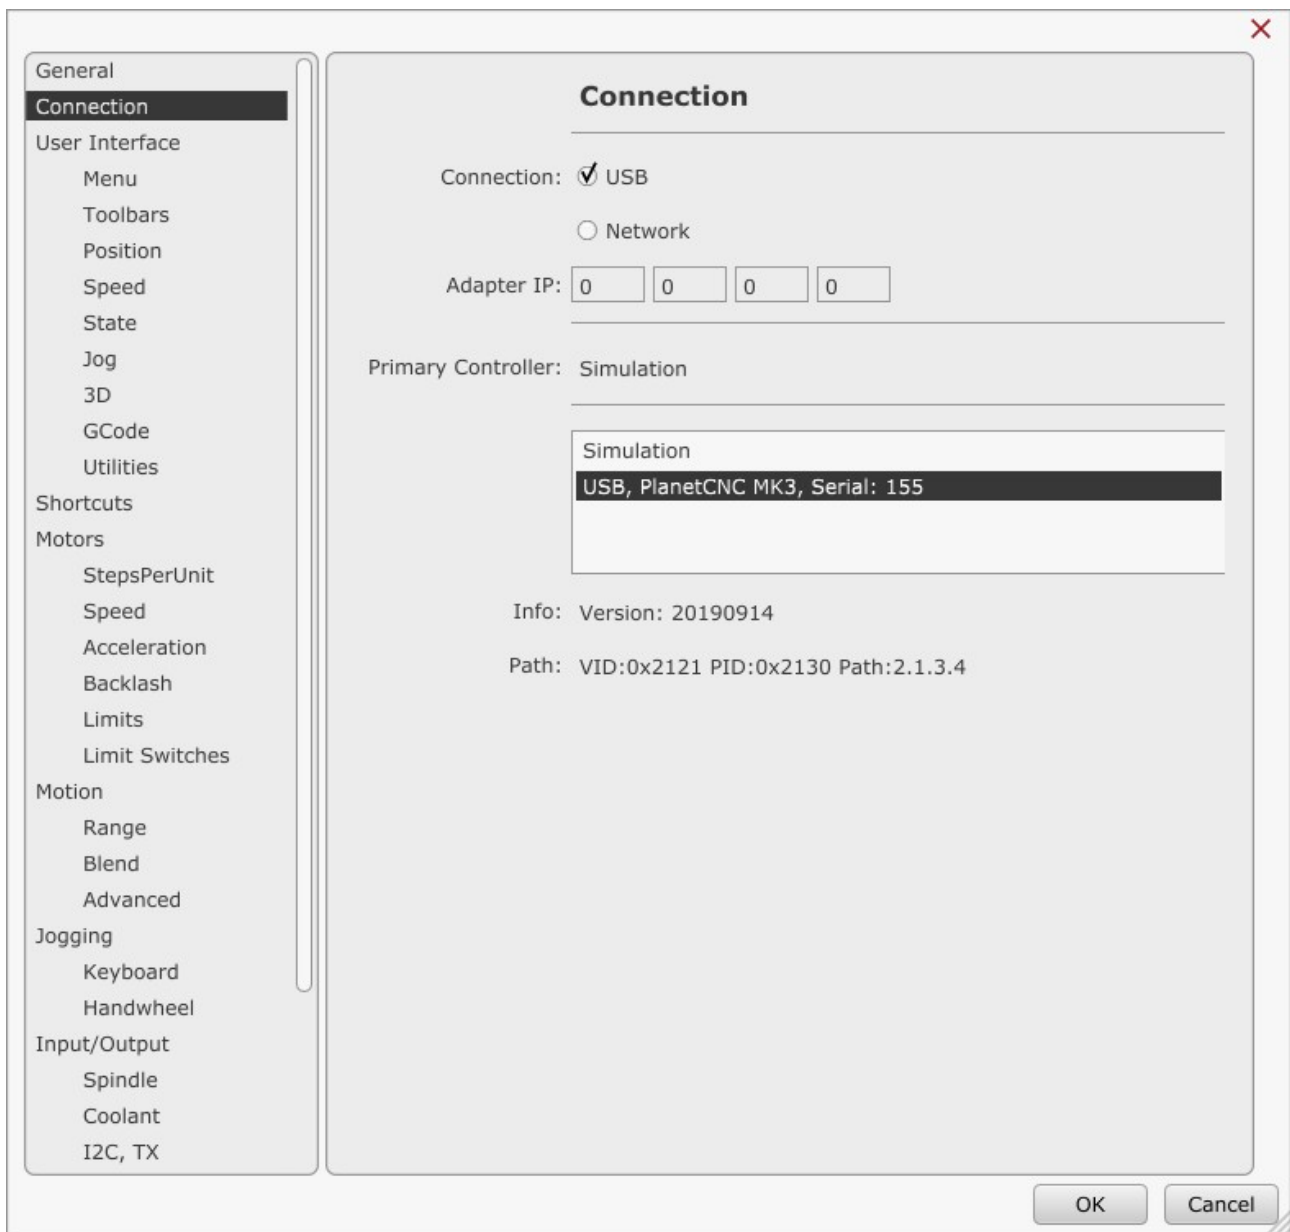 General
Connection
User Interface
Menu
Toolbars
Position
Speed
State
Jog
3D
GCode
Utilities
Shortcuts
Motors
StepsPerUnit
Speed
Acceleration
Backlash
Limits
Limit Switches
Motion
Range
Blend
Advanced
Jogging
Keyboard
Handwheel
Input/Output
Spindle
Coolant
I2C, TX
Connection
Connection: USB
Network
Adapter IP: 0 0 0 0
Primary Controller: Simulation
Simulation
USB, PlanetCNC MK3, Serial: 155
Info: Version: 20190914
Path: VID:0x2121 PID:0x2130 Path:2.1.3.4
OK Cancel